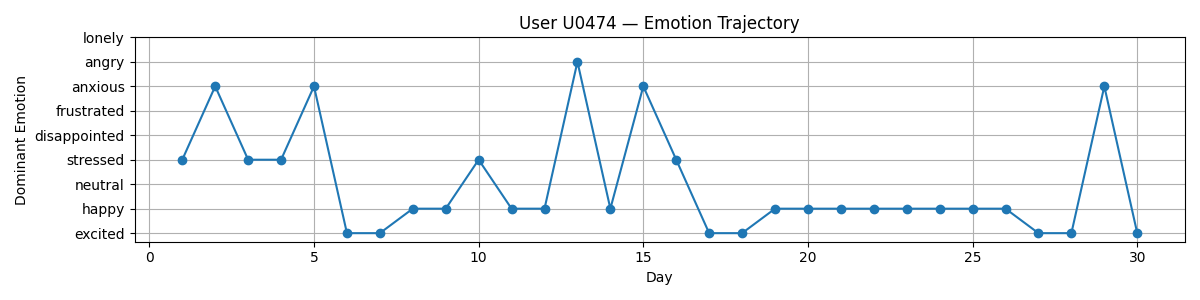 User U0474 — Emotion Trajectory
Dominant Emotion
lonely
angry
anxious
frustrated
disappointed
stressed
neutral
happy
excited
0 5 10 15 20 25 30
Day